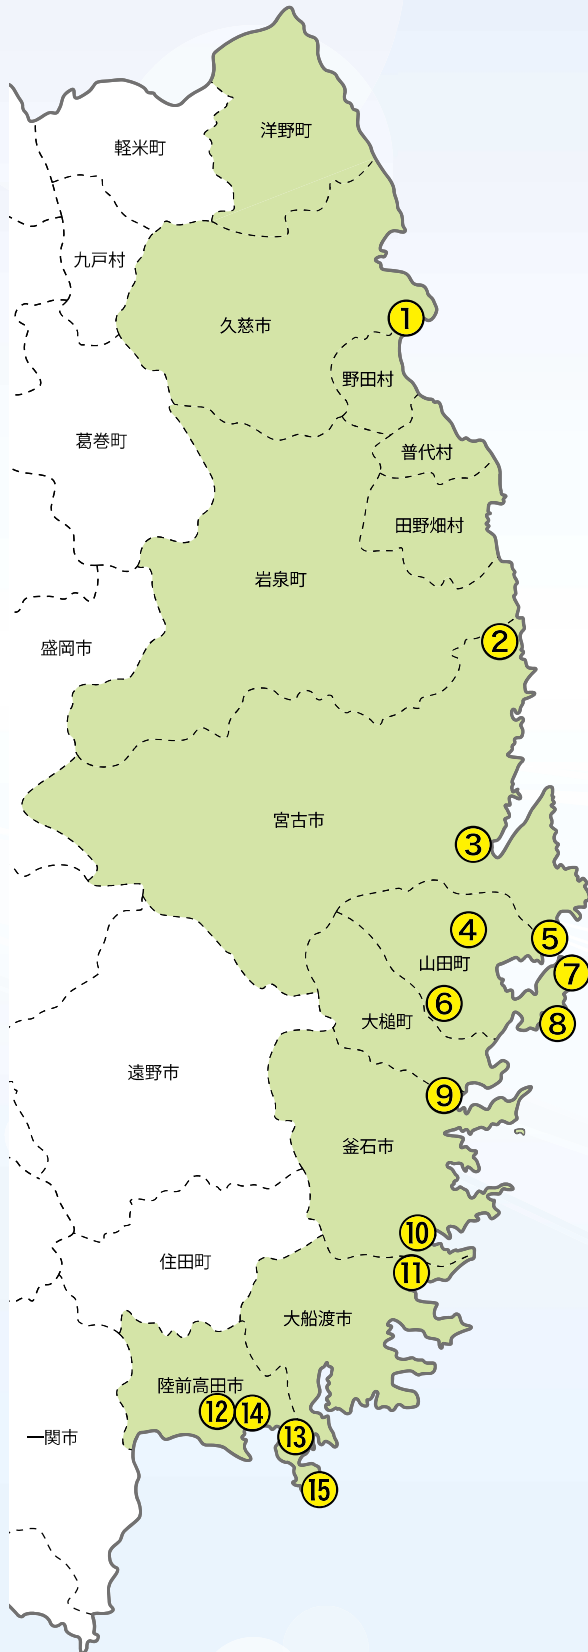 洋野町
軽米町
九戸村
①
久慈市
野田村
葛巻町
普代村
田野畑村
岩泉町
②
盛岡市
宮古市
③
④
⑤
山田町
⑦
⑥
大槌町
⑧
遠野市
⑨
釜石市
⑩
住田町
⑪
大船渡市
陸前高田市
⑫
⑭
一関市
⑬
⑮